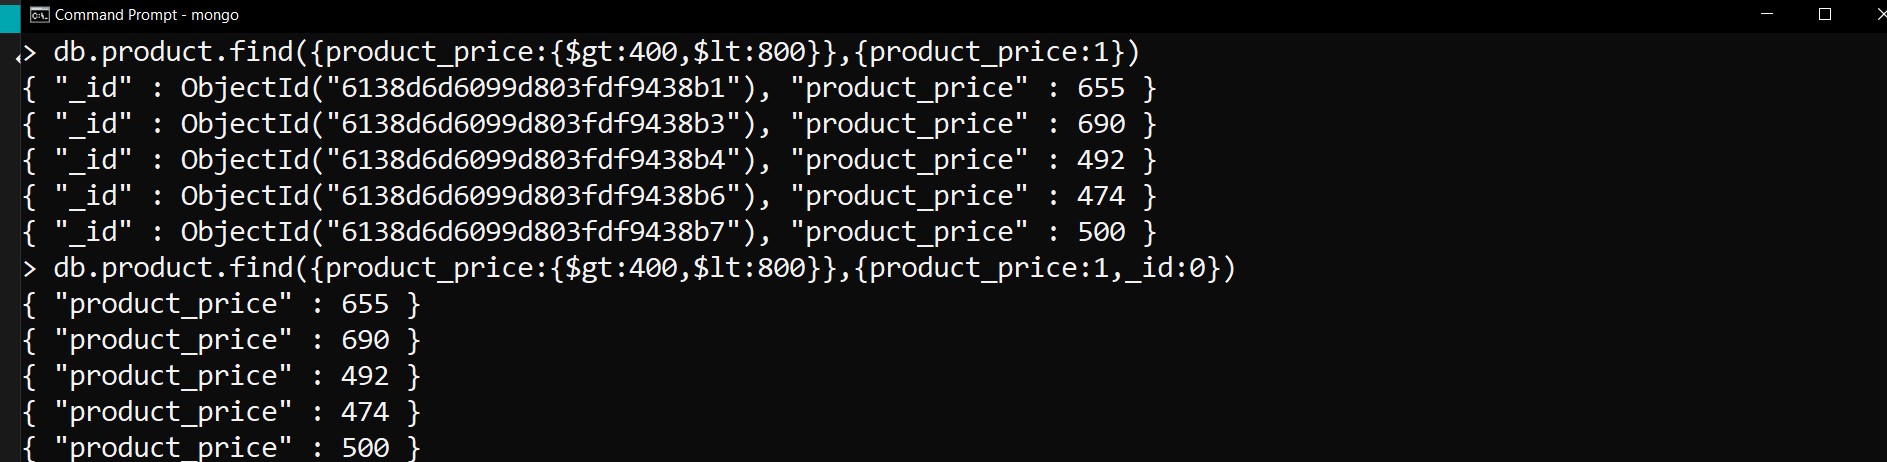 Command Prompt - mongo
> db.product.find({product_price:{$gt:400,$lt:800}},{product_price:1})
{ "_id" : ObjectId("6138d6d6099d803fdf9438b1"), "product_price" : 655 }
{ "_id" : ObjectId("6138d6d6099d803fdf9438b3"), "product_price" : 690 }
{ "_id" : ObjectId("6138d6d6099d803fdf9438b4"), "product_price" : 492 }
{ "_id" : ObjectId("6138d6d6099d803fdf9438b6"), "product_price" : 474 }
{ "_id" : ObjectId("6138d6d6099d803fdf9438b7"), "product_price" : 500 }
> db.product.find({product_price:{$gt:400,$lt:800}},{product_price:1,_id:0})
{ "product_price" : 655 }
{ "product_price" : 690 }
{ "product_price" : 492 }
{ "product_price" : 474 }
{ "product_price" : 500 }